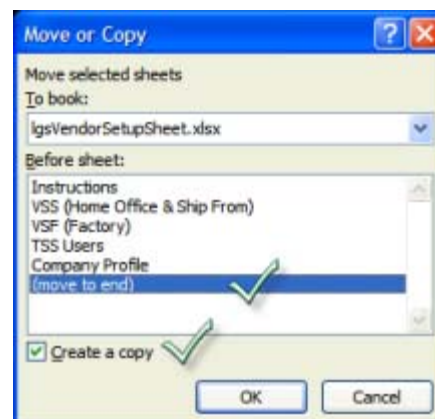 Move or Copy
Move selected sheets
To book:
lgsVendorSetupSheet.xlsx
Before sheet:
Instructions
VSS (Home Office & Ship From)
VSF (Factory)
TSS Users
Company Profile
(move to end)
Create a copy
OK Cancel